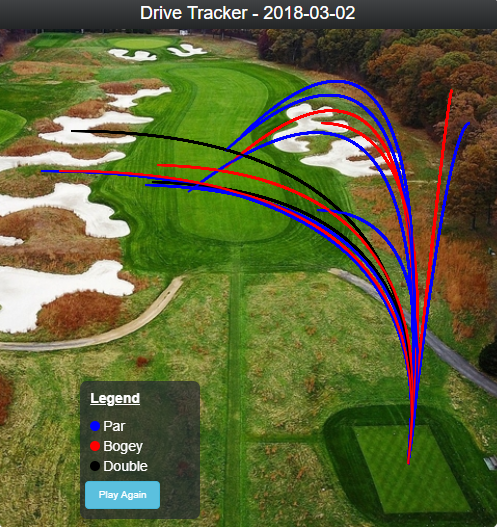 Drive Tracker - 2018-03-02
Legend
Par
Bogey
Double
Play Again